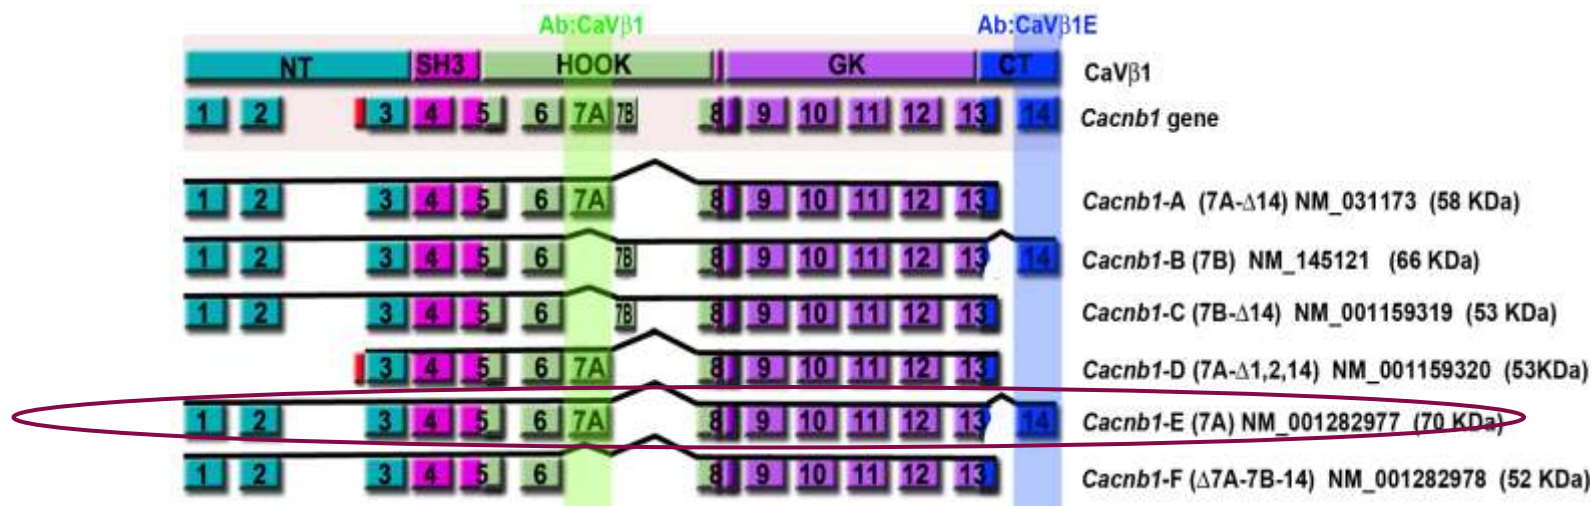 Ab:CaVβ1 Ab:CaVβ1E
NT SH3 HOOK GK CT CaVβ1
1 2 3 4 5 6 7A 7B 8 9 10 11 12 13 14 Cacnb1 gene
1 2 3 4 5 6 7A 8 9 10 11 12 13 Cacnb1-A (7A-Δ14) NM_031173 (58 KDa)
1 2 3 4 5 6 7B 8 9 10 11 12 13 14 Cacnb1-B (7B) NM_145121 (66 KDa)
1 2 3 4 5 6 7B 8 9 10 11 12 13 Cacnb1-C (7B-Δ14) NM_001159319 (53 KDa)
3 4 5 6 7A 8 9 10 11 12 13 Cacnb1-D (7A-Δ1,2,14) NM_001159320 (53KDa)
1 2 3 4 5 6 7A 8 9 10 11 12 13 14 Cacnb1-E (7A) NM_001282977 (70 KDa)
1 2 3 4 5 6 8 9 10 11 12 13 Cacnb1-F (Δ7A-7B-14) NM_001282978 (52 KDa)